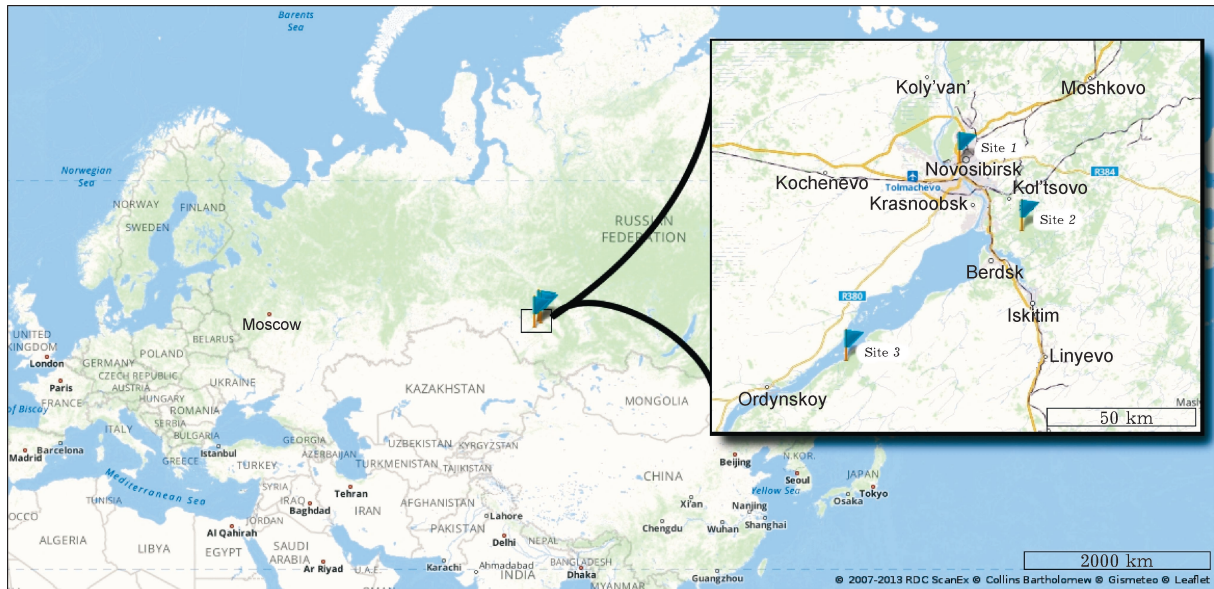 Barents
Sea
Norwegian
Sea
NORWAY
FINLAND
SWEDEN
RUSSIAN
FEDERATION
Moscow
UNITED
KINGDOM
London
BELARUS
POLAND
GERMANY
CZECH REPUBLIC
Paris
AUSTRIA
UKRAINE
FRANCE
HUNGARY
of Biscay
ROMANIA
ITALY
SERBIA
BULGARIA
Madrid
Barcelona
Istanbul
GEORGIA
GREECE
TURKEY
AZERBAIJAN
KAZAKHSTAN
MONGOLIA
UZBEKISTAN
KYRGYZSTAN
TURKMENISTAN
TAJIKISTAN
Mediterranean Sea
TUNISIA
SYRIA
IRAQ
Baghdad
Tehran
IRAN
AFGHANISTAN
CHINA
Beijing
N.KOR.
Seoul
JAPAN
Yellow Sea
Osaka
Tokyo
Xi'an
Nanjing
OCCO
JORDAN
PAKISTAN
Lahore
Chengdu
Wuhan
Shanghai
ALGERIA
LIBYA
Al Qahirah
EGYPT
SAUDI
ARABIA
Ar Riyad
U.A.E.
Delhi
NEPAL
Karachi
Ahmadabad
INDIA
BANGLADESH
Dhaka
MYANMAR
Guangzhou
2000 km
© 2007-2013 RDC ScanEx © Collins Bartholomew © Gismeteo © Leaflet
Koly'van'
Moshkovo
Site 1
Novosibirsk
R384
Kochenevo
Tolmachevo
Kol'tsovo
Krasnoobsk
Site 2
Berdsk
R380
Iskitim
Site 3
Linyevo
Ordynskoy
Masly
50 km